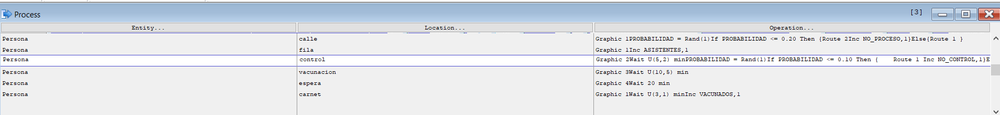 Process [3]
Entity... Location... Operation...
Persona calle Graphic 1PROBABILIDAD = Rand(1)If PROBABILIDAD <= 0.20 Then {Route 2Inc NO_PROCESO,1}Else{Route 1 }
Persona fila Graphic 1Inc ASISTENTES,1
Persona control Graphic 2Wait U(5,2) minPROBABILIDAD = Rand(1)If PROBABILIDAD <= 0.10 Then {    Route 1 Inc NO_CONTROL,1}E
Persona vacunacion Graphic 3Wait U(10,5) min
Persona espera Graphic 4Wait 20 min
Persona carnet Graphic 1Wait U(3,1) minInc VACUNADOS,1